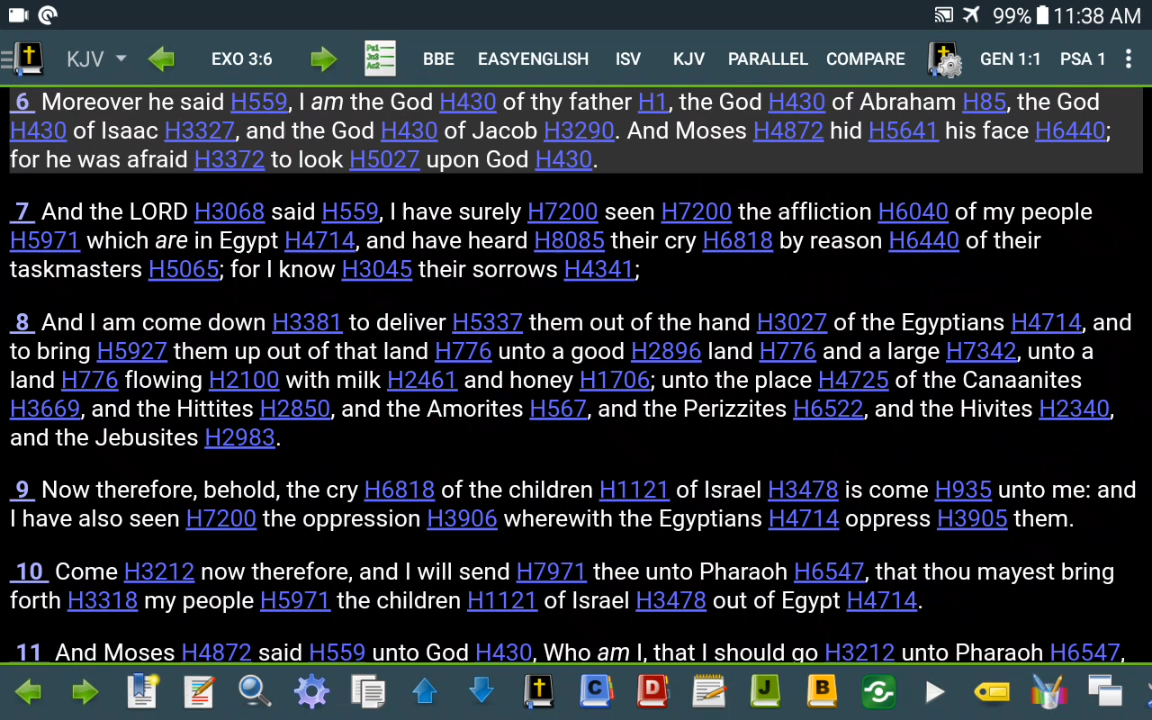 99% 11:38 AM
KJV EXO 3:6 BBE EASYENGLISH ISV KJV PARALLEL COMPARE GEN 1:1 PSA 1
6 Moreover he said H559, I am the God H430 of thy father H1, the God H430 of Abraham H85, the God
H430 of Isaac H3327, and the God H430 of Jacob H3290. And Moses H4872 hid H5641 his face H6440;
for he was afraid H3372 to look H5027 upon God H430.
7 And the LORD H3068 said H559, I have surely H7200 seen H7200 the affliction H6040 of my people
H5971 which are in Egypt H4714, and have heard H8085 their cry H6818 by reason H6440 of their
taskmasters H5065; for I know H3045 their sorrows H4341;
8 And I am come down H3381 to deliver H5337 them out of the hand H3027 of the Egyptians H4714, and
to bring H5927 them up out of that land H776 unto a good H2896 land H776 and a large H7342, unto a
land H776 flowing H2100 with milk H2461 and honey H1706; unto the place H4725 of the Canaanites
H3669, and the Hittites H2850, and the Amorites H567, and the Perizzites H6522, and the Hivites H2340,
and the Jebusites H2983.
9 Now therefore, behold, the cry H6818 of the children H1121 of Israel H3478 is come H935 unto me: and
I have also seen H7200 the oppression H3906 wherewith the Egyptians H4714 oppress H3905 them.
10 Come H3212 now therefore, and I will send H7971 thee unto Pharaoh H6547, that thou mayest bring
forth H3318 my people H5971 the children H1121 of Israel H3478 out of Egypt H4714.
11 And Moses H4872 said H559 unto God H430, Who am I, that I should go H3212 unto Pharaoh H6547,
C D J B